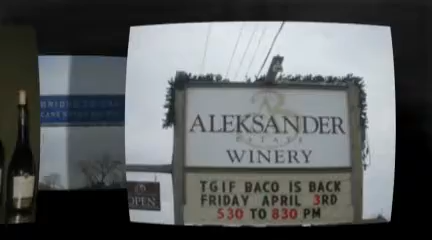 ALEKSANDER
ESTATE
WINERY
TGIF BACO IS BACK
FRIDAY APRIL 3RD
530 TO 830 PM
OPEN